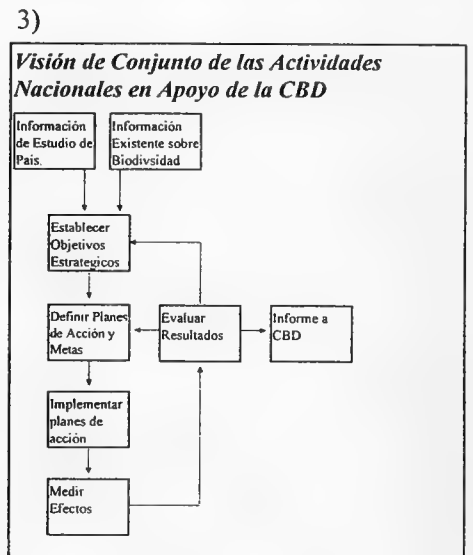 3)
Visión de Conjunto de las Actividades
Nacionales en Apoyo de la CBD
Información
de Estudio de
Pais.
Información
Existente sobre
Biodivsidad
Establecer
Objetivos
Estrategicos
Definir Planes
de Acción y
Metas
Evaluar
Resultados
Informe a
CBD
Implementar
planes de
acción
Medir
Efectos